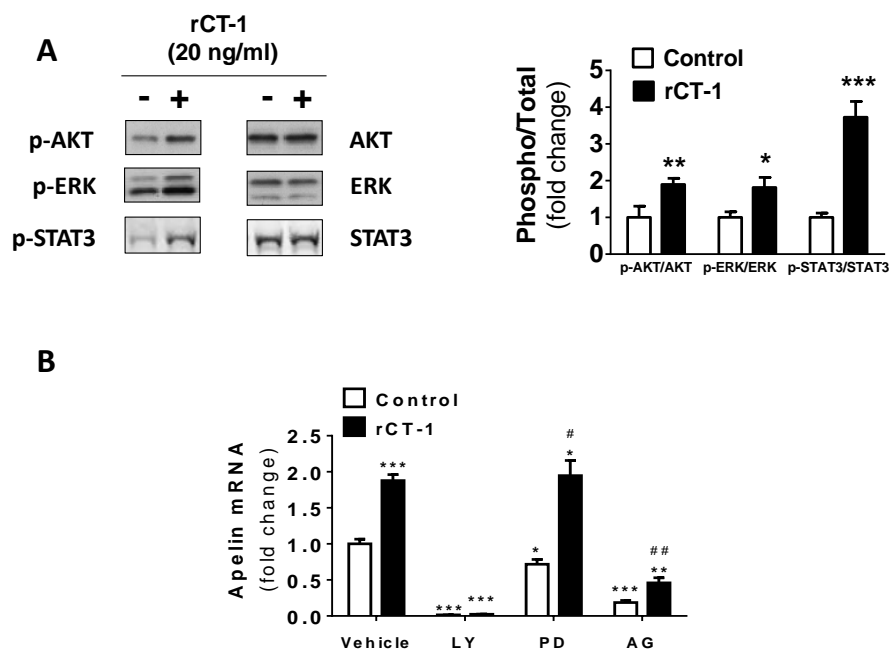 A
rCT-1
(20 ng/ml)
- + - +
p-AKT AKT
p-ERK ERK
p-STAT3 STAT3
Control
rCT-1
Phospho/Total
(fold change)
5
4
3
2
1
0
** * ***
p-AKT/AKT p-ERK/ERK p-STAT3/STAT3
B
Control
rCT-1
Apelin mRNA
(fold change)
2.5
2.0
1.5
1.0
0.5
0.0
***
*** ***
*
#
*
***
##
**
Vehicle LY PD AG